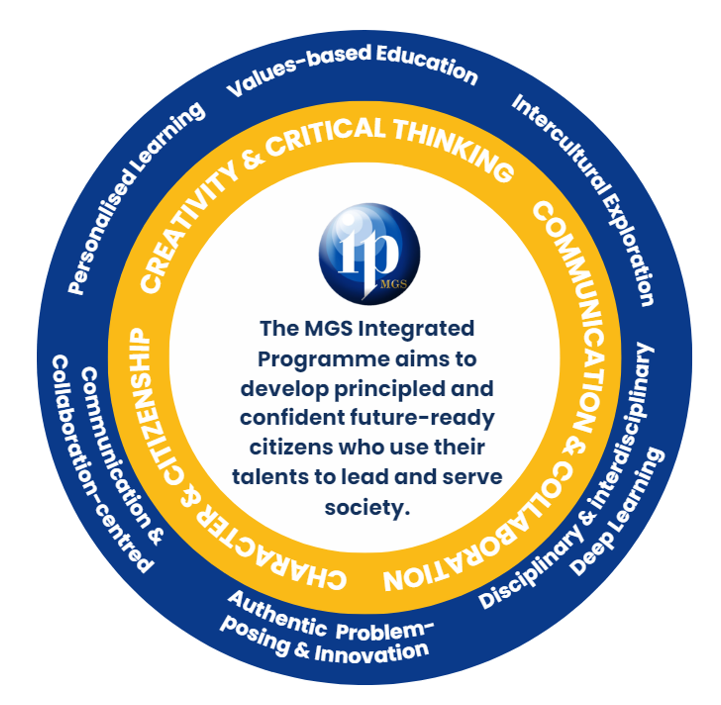 Values-based Education
Intercultural Exploration
Disciplinary & interdisciplinary
Deep Learning
Authentic Problem-
posing & Innovation
Communication &
Collaboration-centred
Personalised Learning
CREATIVITY & CRITICAL THINKING
COMMUNICATION & COLLABORATION
CHARACTER & CITIZENSHIP
ip
MGS
The MGS Integrated
Programme aims to
develop principled and
confident future-ready
citizens who use their
talents to lead and serve
society.